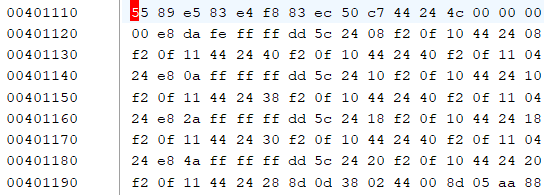 00401110 55 89 e5 83 e4 f8 83 ec 50 c7 44 24 4c 00 00 00
00401120 00 e8 da fe ff ff dd 5c 24 08 f2 0f 10 44 24 08
00401130 f2 0f 11 44 24 40 f2 0f 10 44 24 40 f2 0f 11 04
00401140 24 e8 0a ff ff ff dd 5c 24 10 f2 0f 10 44 24 10
00401150 f2 0f 11 44 24 38 f2 0f 10 44 24 40 f2 0f 11 04
00401160 24 e8 2a ff ff ff dd 5c 24 18 f2 0f 10 44 24 18
00401170 f2 0f 11 44 24 30 f2 0f 10 44 24 40 f2 0f 11 04
00401180 24 e8 4a ff ff ff dd 5c 24 20 f2 0f 10 44 24 20
00401190 f2 0f 11 44 24 28 8d 0d 38 02 44 00 8d 05 aa 88